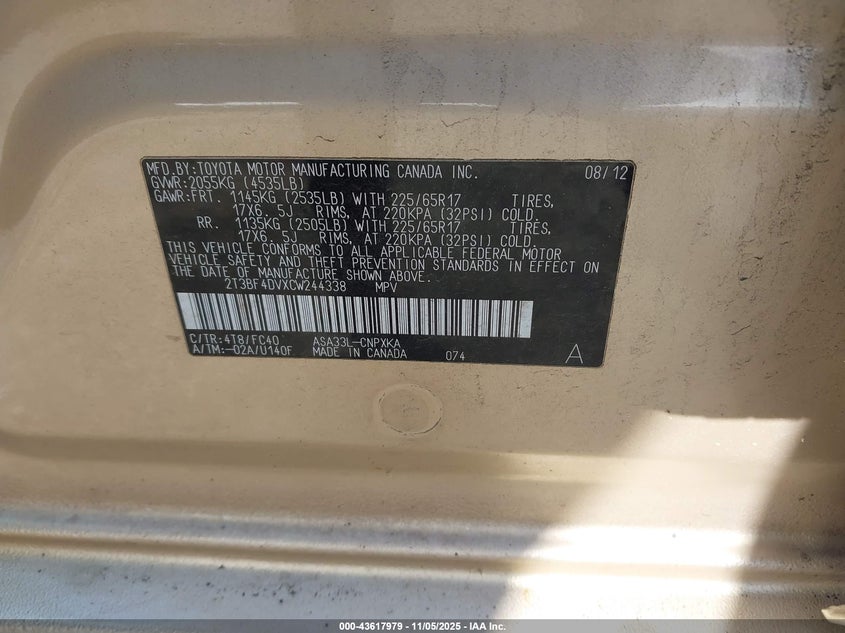 MFD.BY:TOYOTA MOTOR MANUFACTURING CANADA INC. 08/12
GVWR:2055KG (4535LB)
GAWR:FRT. 1145KG (2535LB) WITH 225/65R17 TIRES,
17X6. 5J RIMS, AT 220KPA (32PSI) COLD.
RR. 1135KG (2505LB) WITH 225/65R17 TIRES,
17X6. 5J RIMS, AT 220KPA (32PSI) COLD.
THIS VEHICLE CONFORMS TO ALL APPLICABLE FEDERAL MOTOR
VEHICLE SAFETY AND THEFT PREVENTION STANDARDS IN EFFECT ON
THE DATE OF MANUFACTURE SHOWN ABOVE.
2T3BF4DVXCW244338 MPV
C/TR:4T8/FC40 ASA33L-CNPXKA
A/TM:-02A/U140F MADE IN CANADA 074 A
000-43617979 - 11/05/2025 - IAA Inc.